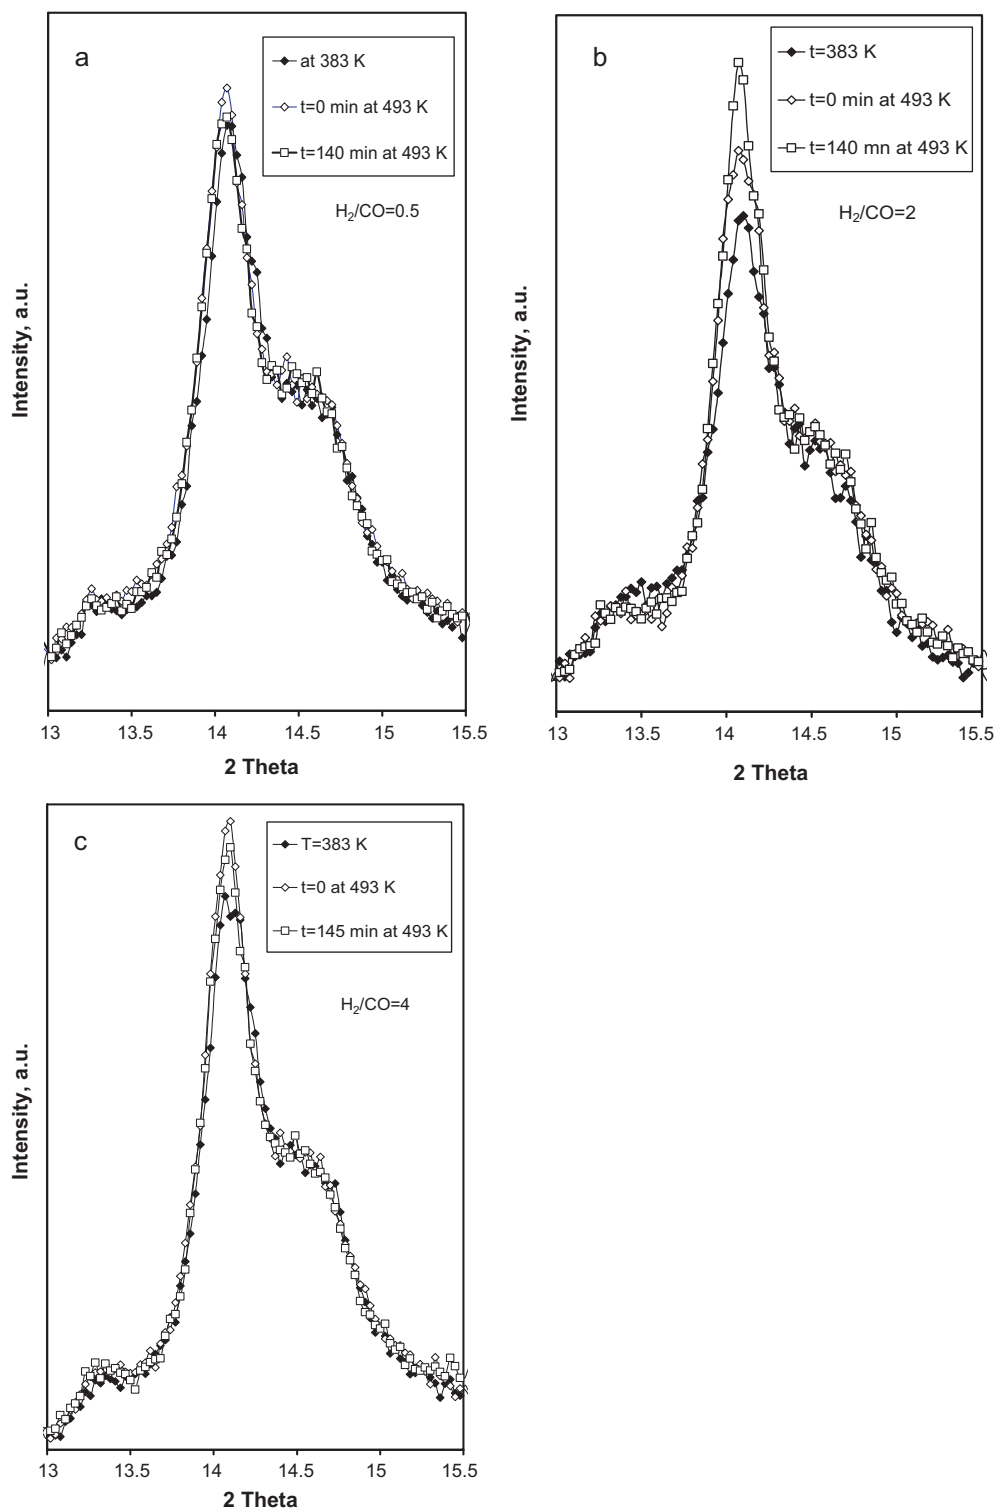 a
at 383 K
t=0 min at 493 K
t=140 min at 493 K
H₂/CO=0.5
Intensity, a.u.
13 13.5 14 14.5 15 15.5
2 Theta
b
t=383 K
t=0 min at 493 K
t=140 mn at 493 K
H₂/CO=2
Intensity, a.u.
13 13.5 14 14.5 15 15.5
2 Theta
c
T=383 K
t=0 at 493 K
t=145 min at 493 K
H₂/CO=4
Intensity, a.u.
13 13.5 14 14.5 15 15.5
2 Theta